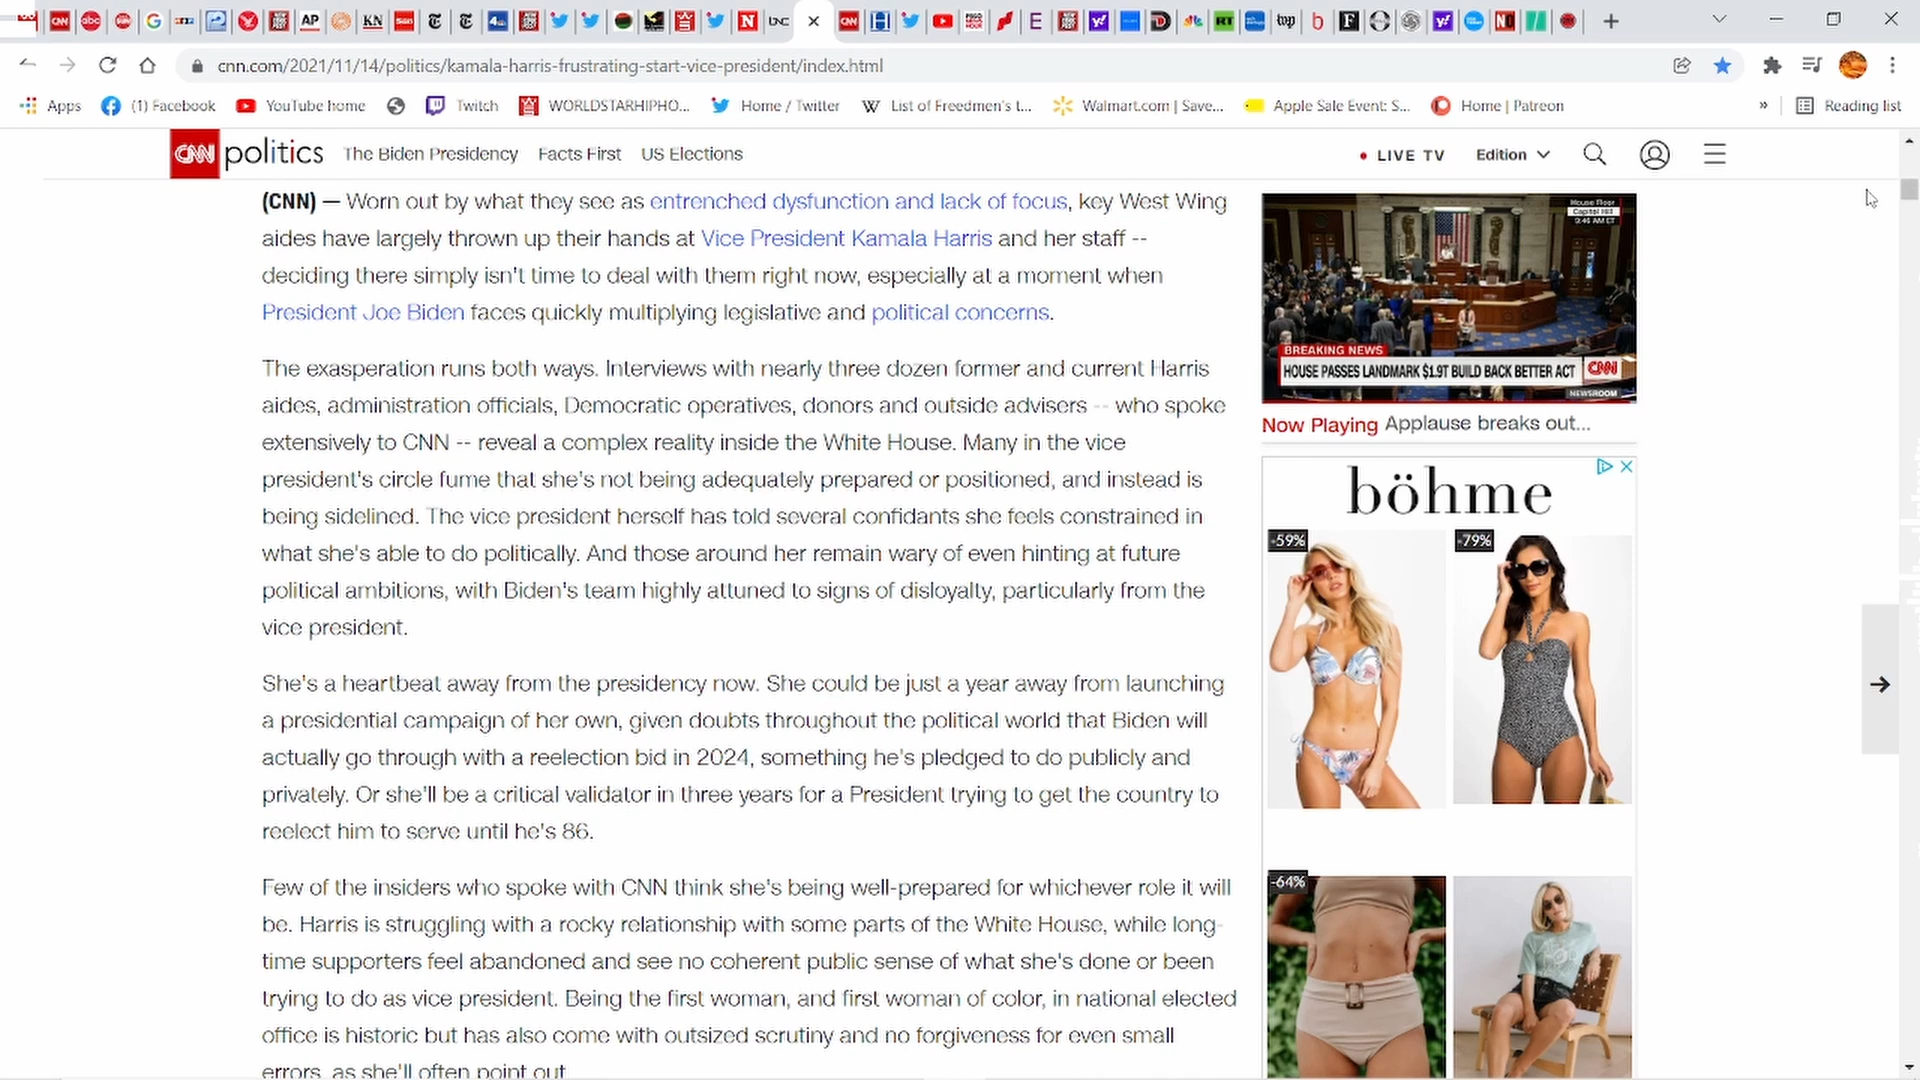 CNN
abc
AP
KN
4
N
UNC
E
RT
top
b
F
cnn.com/2021/11/14/politics/kamala-harris-frustrating-start-vice-president/index.html
Apps
(1) Facebook
YouTube home
Twitch
WORLDSTARHIPHO...
Home / Twitter
W List of Freedmen's t...
Walmart.com | Save...
Apple Sale Event: S...
Home | Patreon
»
Reading list
CNN politics
The Biden Presidency
Facts First
US Elections
LIVE TV
Edition
(CNN) — Worn out by what they see as entrenched dysfunction and lack of focus, key West Wing
aides have largely thrown up their hands at Vice President Kamala Harris and her staff --
deciding there simply isn't time to deal with them right now, especially at a moment when
President Joe Biden faces quickly multiplying legislative and political concerns.
The exasperation runs both ways. Interviews with nearly three dozen former and current Harris
aides, administration officials, Democratic operatives, donors and outside advisers -- who spoke
extensively to CNN -- reveal a complex reality inside the White House. Many in the vice
president's circle fume that she's not being adequately prepared or positioned, and instead is
being sidelined. The vice president herself has told several confidants she feels constrained in
what she's able to do politically. And those around her remain wary of even hinting at future
political ambitions, with Biden's team highly attuned to signs of disloyalty, particularly from the
vice president.
She's a heartbeat away from the presidency now. She could be just a year away from launching
a presidential campaign of her own, given doubts throughout the political world that Biden will
actually go through with a reelection bid in 2024, something he's pledged to do publicly and
privately. Or she'll be a critical validator in three years for a President trying to get the country to
reelect him to serve until he's 86.
Few of the insiders who spoke with CNN think she's being well-prepared for whichever role it will
be. Harris is struggling with a rocky relationship with some parts of the White House, while long-
time supporters feel abandoned and see no coherent public sense of what she's done or been
trying to do as vice president. Being the first woman, and first woman of color, in national elected
office is historic but has also come with outsized scrutiny and no forgiveness for even small
errors, as she'll often point out
House Floor
Capitol Hill
9:46 AM ET
BREAKING NEWS
HOUSE PASSES LANDMARK $1.9T BUILD BACK BETTER ACT
CNN
NEWSROOM
Now Playing Applause breaks out...
böhme
-59%
-79%
-64%